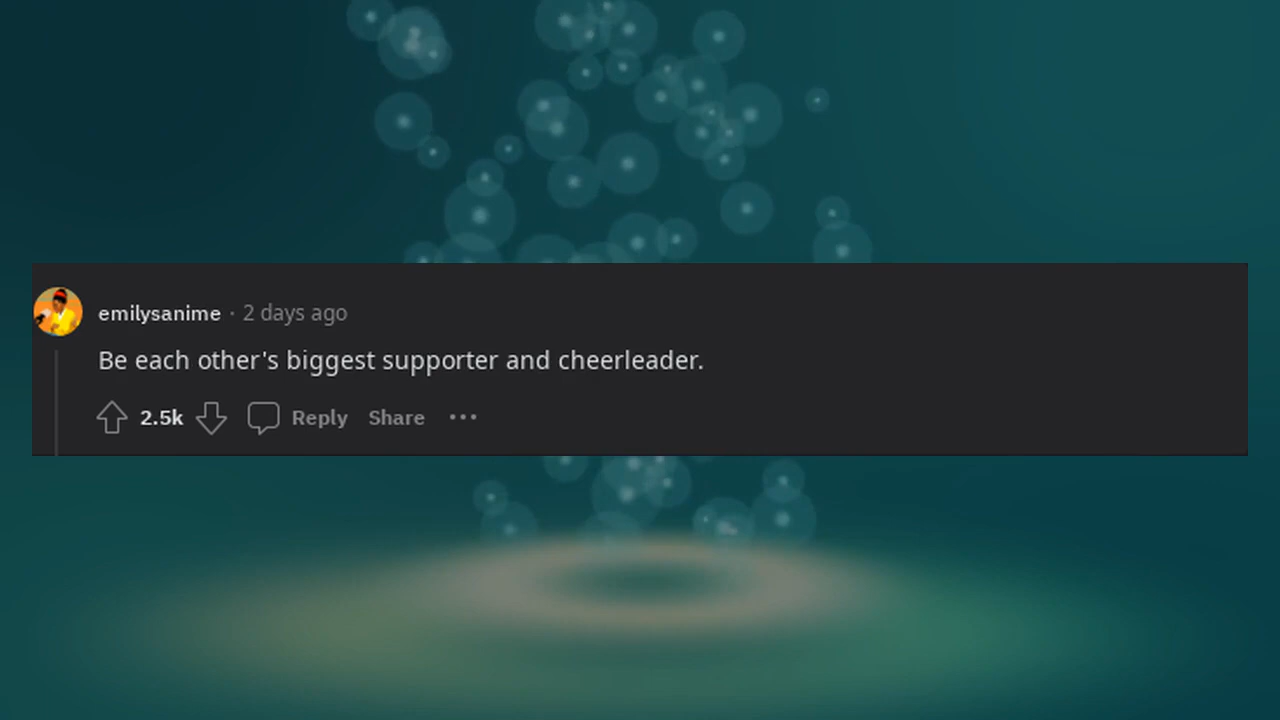 emilysanime · 2 days ago
Be each other's biggest supporter and cheerleader.
2.5k Reply Share ···